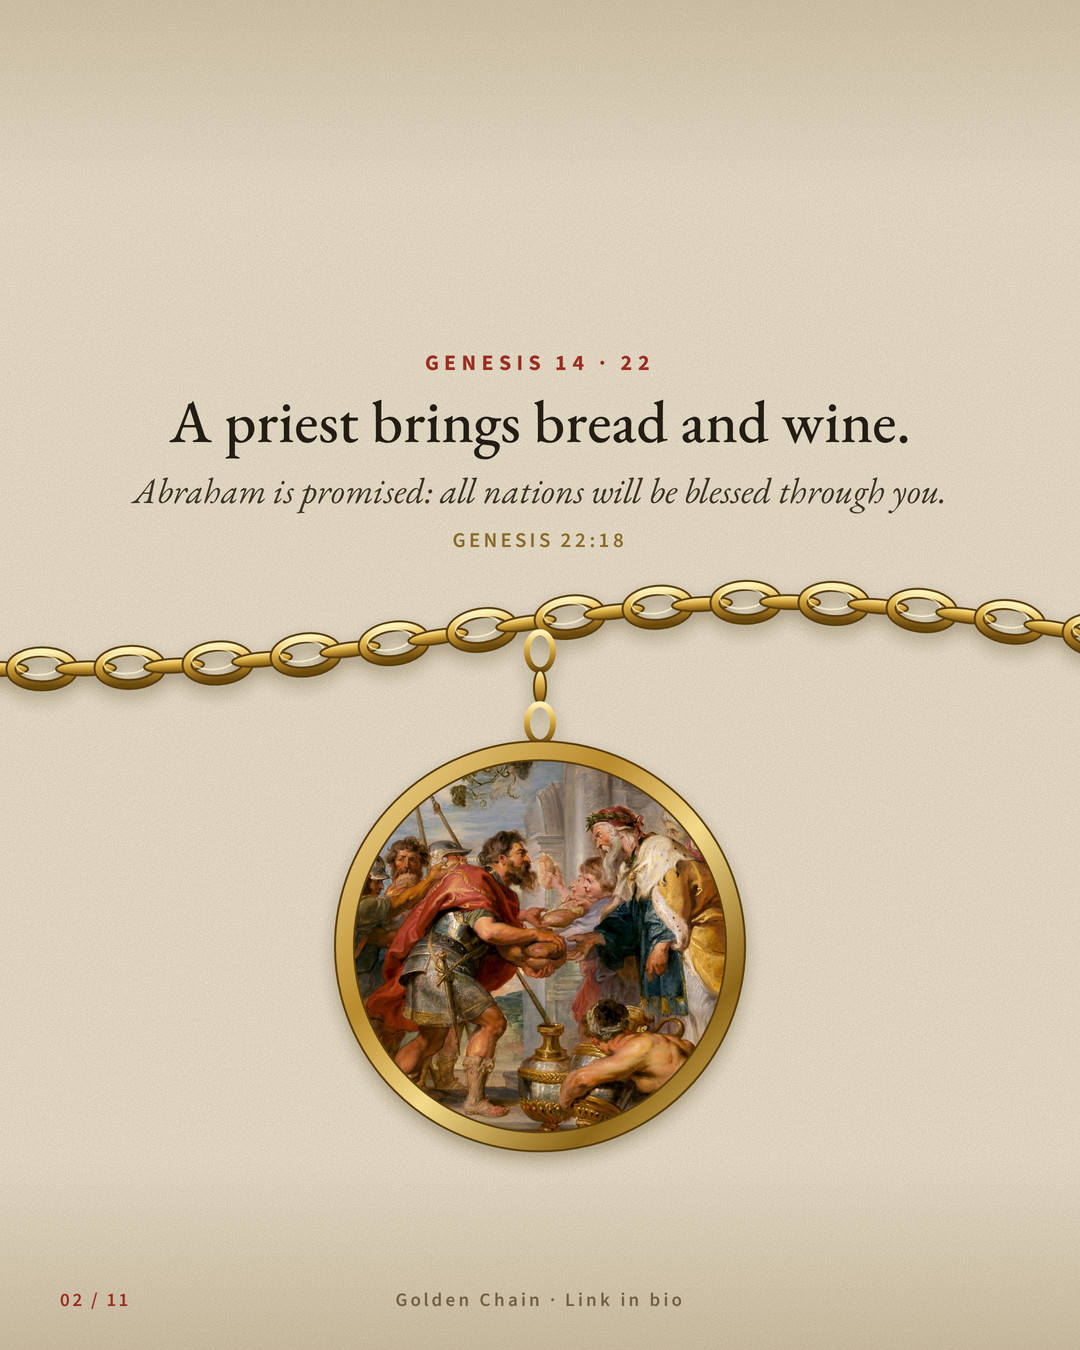 GENESIS 14 · 22
A priest brings bread and wine.
Abraham is promised: all nations will be blessed through you.
GENESIS 22:18
02 / 11
Golden Chain · Link in bio